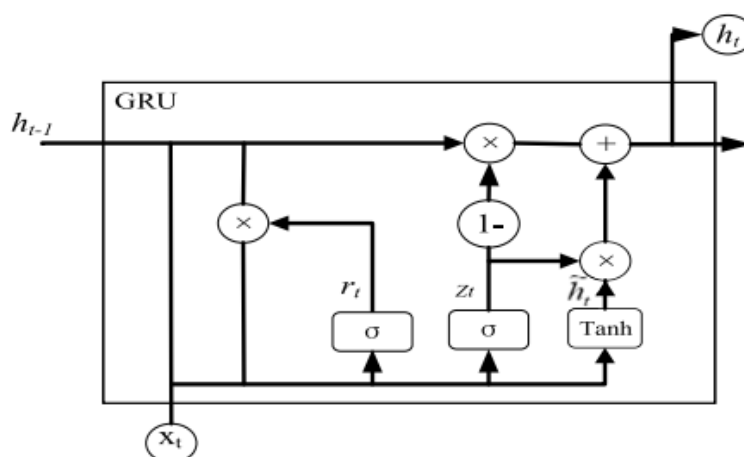 h_t
GRU
h_{t-1}
× +
1-
× ×
r_t z_t h̃_t
σ σ Tanh
x_t